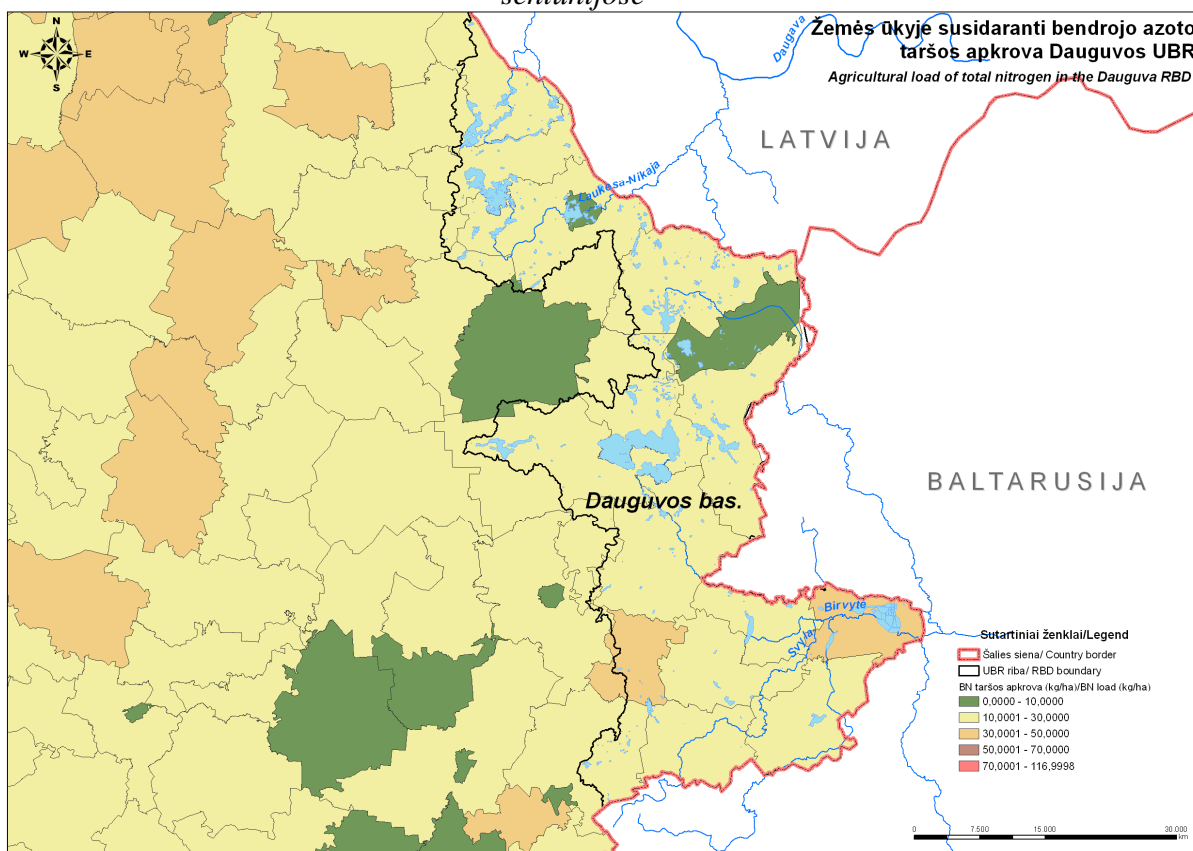 seniūnijose
Žemės ūkyje susidaranti bendrojo azoto
taršos apkrova Dauguvos UBR
Agricultural load of total nitrogen in the Dauguva RBD
N
W E
S
Daugava
LATVIJA
Laukesa-Nikaja
BALTARUSIJA
Dauguvos bas.
Birvytė
Svyla
Sutartiniai ženklai/Legend
Šalies siena/ Country border
UBR riba/ RBD boundary
BN taršos apkrova (kg/ha)/BN load (kg/ha)
0,0000 - 10,0000
10,0001 - 30,0000
30,0001 - 50,0000
50,0001 - 70,0000
70,0001 - 116,9998
0 7.500 15.000 30.000
km